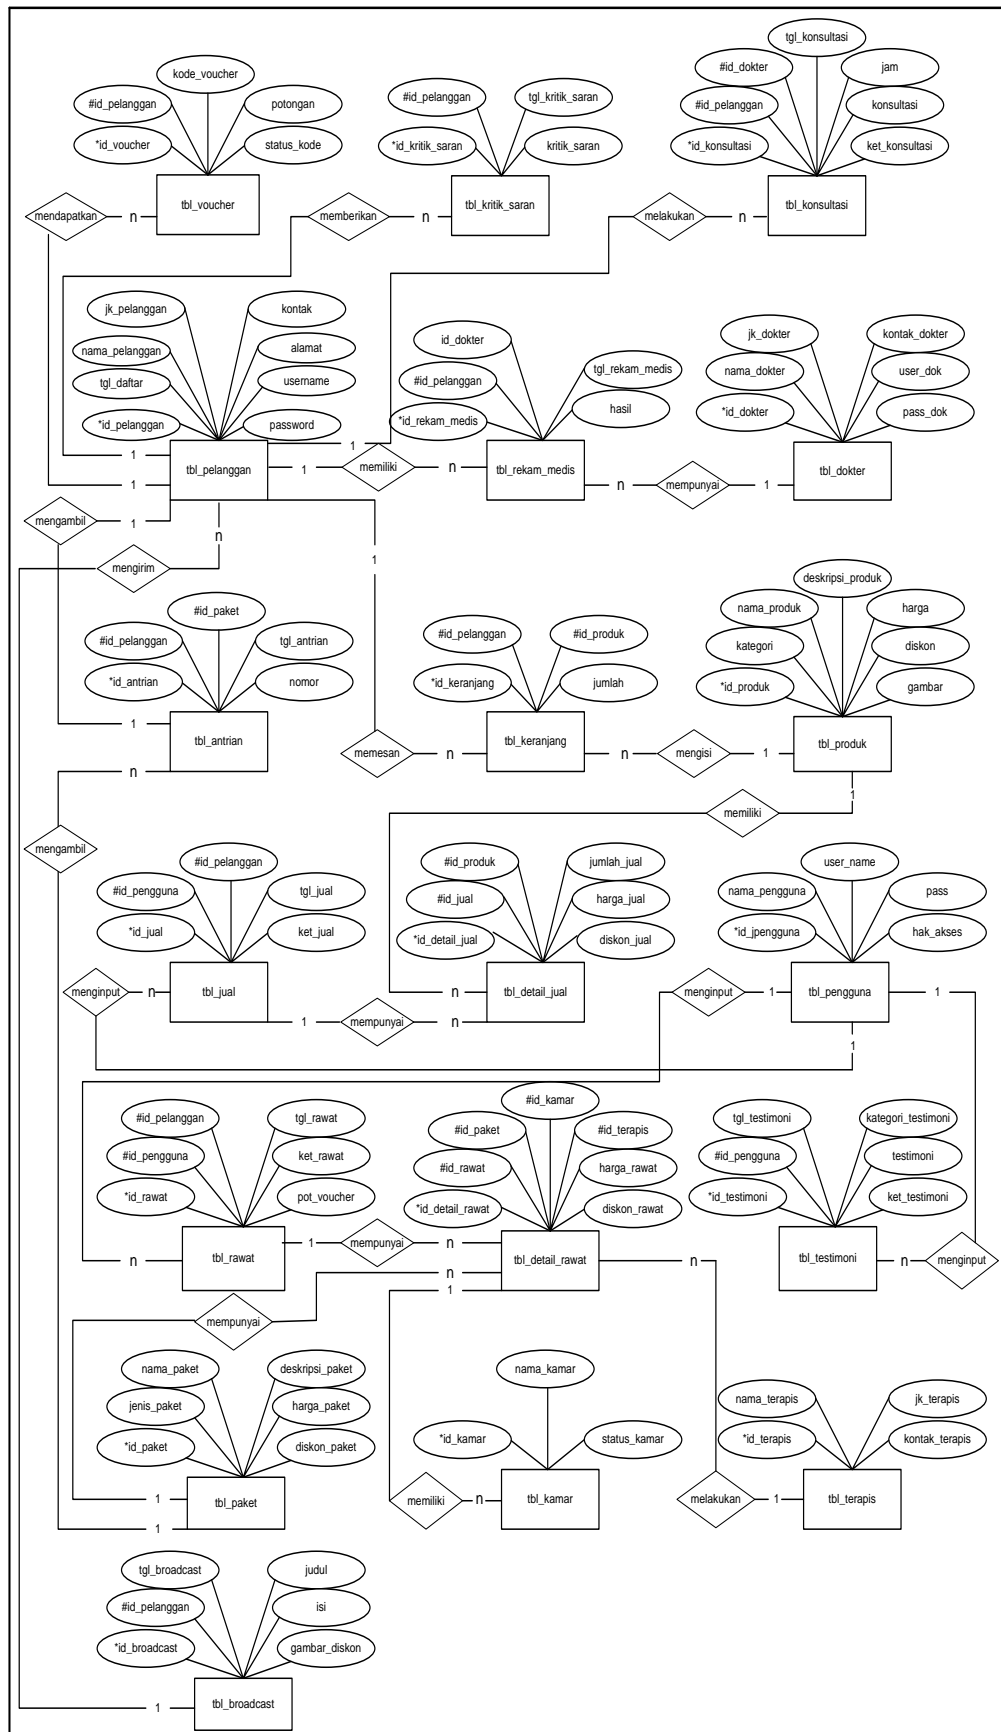 tgl_konsultasi
kode_voucher
#id_dokter
jam
#id_pelanggan
potongan
#id_pelanggan
tgl_kritik_saran
#id_pelanggan
konsultasi
*id_voucher
status_kode
*id_kritik_saran
kritik_saran
*id_konsultasi
ket_konsultasi
tbl_voucher
tbl_kritik_saran
tbl_konsultasi
mendapatkan
n
memberikan
n
melakukan
n
jk_pelanggan
kontak
id_dokter
jk_dokter
kontak_dokter
nama_pelanggan
alamat
tgl_rekam_medis
nama_dokter
user_dok
tgl_daftar
username
#id_pelanggan
hasil
*id_pelanggan
password
*id_rekam_medis
*id_dokter
pass_dok
1
1
tbl_pelanggan
1
memiliki
n
tbl_rekam_medis
n
mempunyai
1
tbl_dokter
1
mengambil
1
n
1
mengirim
#id_paket
deskripsi_produk
#id_pelanggan
tgl_antrian
#id_pelanggan
#id_produk
nama_produk
harga
kategori
diskon
*id_antrian
nomor
*id_keranjang
jumlah
*id_produk
gambar
1
tbl_antrian
n
memesan
n
tbl_keranjang
n
mengisi
1
tbl_produk
1
memiliki
mengambil
#id_pelanggan
#id_produk
jumlah_jual
user_name
#id_pengguna
tgl_jual
#id_jual
harga_jual
nama_pengguna
pass
*id_jual
ket_jual
*id_detail_jual
diskon_jual
*id_jpengguna
hak_akses
menginput
n
tbl_jual
tbl_detail_jual
menginput
1
tbl_pengguna
1
1
mempunyai
n
1
#id_kamar
#id_pelanggan
tgl_rawat
#id_paket
#id_terapis
tgl_testimoni
kategori_testimoni
#id_pengguna
ket_rawat
#id_rawat
harga_rawat
#id_pengguna
testimoni
*id_rawat
pot_voucher
*id_detail_rawat
diskon_rawat
*id_testimoni
ket_testimoni
n
tbl_rawat
1
mempunyai
n
tbl_detail_rawat
n
tbl_testimoni
n
menginput
n
1
mempunyai
nama_paket
deskripsi_paket
nama_kamar
jenis_paket
harga_paket
nama_terapis
jk_terapis
*id_paket
diskon_paket
*id_kamar
status_kamar
*id_terapis
kontak_terapis
1
tbl_paket
1
memiliki
n
tbl_kamar
melakukan
1
tbl_terapis
tgl_broadcast
judul
#id_pelanggan
isi
*id_broadcast
gambar_diskon
1
tbl_broadcast